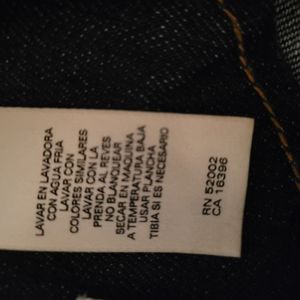 LAVAR EN LAVADORA
CON AGUA FRIA
LAVAR CON
COLORES SIMILARES
LAVAR CON LA
PRENDA AL REVES
NO BLANQUEAR
SECAR EN MAQUINA
A TEMPERATURA BAJA
USAR PLANCHA
TIBIA SI ES NECESARIO
RN 52002
CA 16396